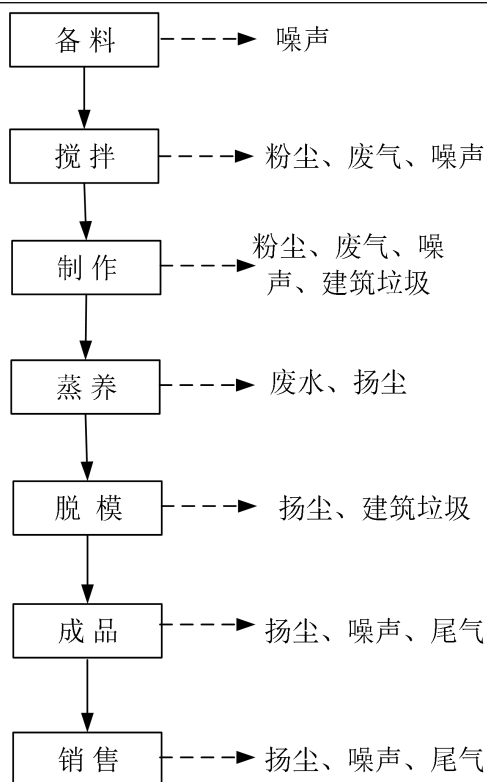 备料
噪声
搅拌
粉尘、废气、噪声
制作
粉尘、废气、噪
声、建筑垃圾
蒸养
废水、扬尘
脱模
扬尘、建筑垃圾
成品
扬尘、噪声、尾气
销售
扬尘、噪声、尾气